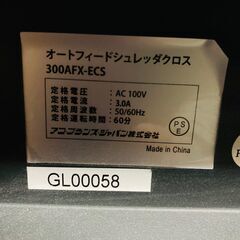 オートフィードシュレッダクロス
300AFX-ECS
定格電圧 : AC 100V
定格電流 : 3.0A
定格周波数 : 50/60Hz
定格運転時間 : 60分
P S
E
アコ・ブランズ・ジャパン株式会社
Made in China
GL00058
P